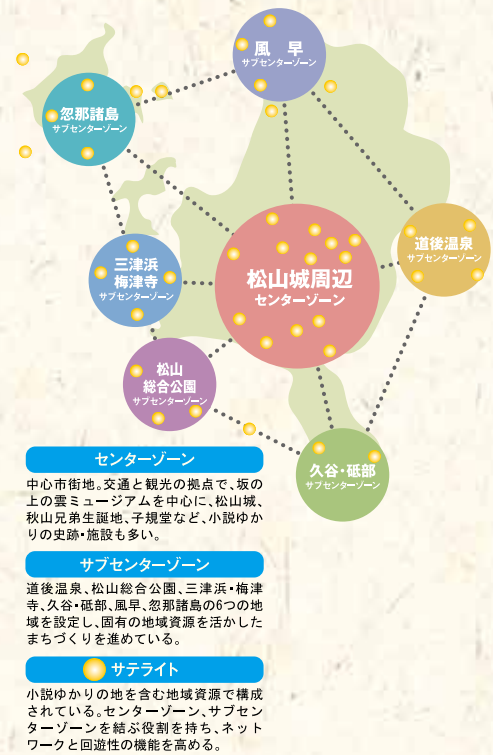 風 早
サブセンターゾーン
忽那諸島
サブセンターゾーン
道後温泉
サブセンターゾーン
三津浜
梅津寺
サブセンターゾーン
松山城周辺
センターゾーン
松山
総合公園
サブセンターゾーン
久谷・砥部
サブセンターゾーン
センターゾーン
中心市街地。交通と観光の拠点で、坂の
上の雲ミュージアムを中心に、松山城、
秋山兄弟生誕地、子規堂など、小説ゆか
りの史跡・施設も多い。
サブセンターゾーン
道後温泉、松山総合公園、三津浜・梅津
寺、久谷・砥部、風早、忽那諸島の6つの地
域を設定し、固有の地域資源を活かした
まちづくりを進めている。
サテライト
小説ゆかりの地を含む地域資源で構成
されている。センターゾーン、サブセン
ターゾーンを結ぶ役割を持ち、ネット
ワークと回遊性の機能を高める。